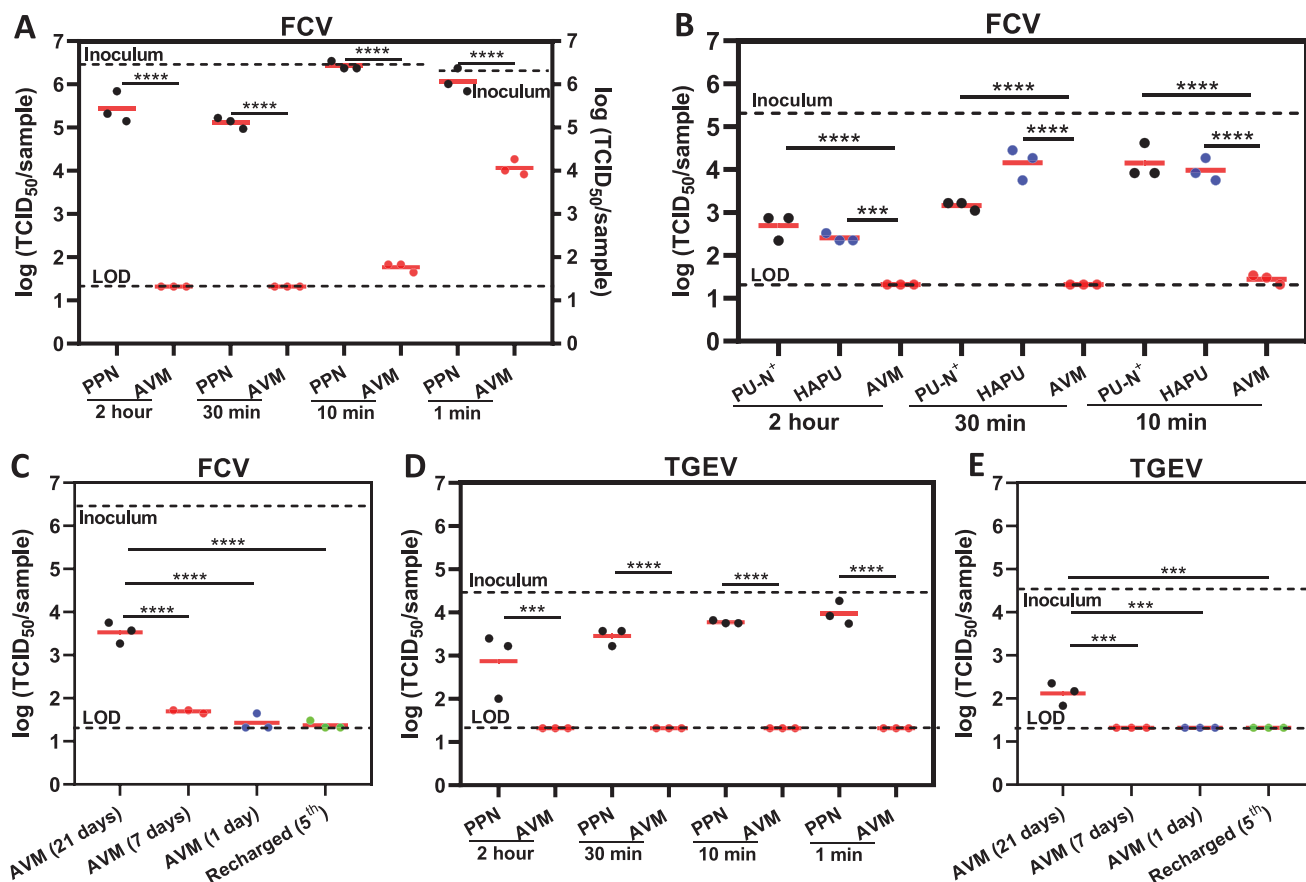 A
FCV
log (TCID50/sample)
7
6
5
4
3
2
1
0
Inoculum
LOD
****
****
****
****
Inoculum
7
6
5
4
3
2
1
0
log (TCID50/sample)
PPN AVM PPN AVM PPN AVM PPN AVM
2 hour 30 min 10 min 1 min
B
FCV
log (TCID50/sample)
7
6
5
4
3
2
1
0
Inoculum
LOD
****
***
****
****
****
****
PU-N+ HAPU AVM PU-N+ HAPU AVM PU-N+ HAPU AVM
2 hour 30 min 10 min
C
FCV
log (TCID50/sample)
7
6
5
4
3
2
1
0
Inoculum
LOD
****
****
****
AVM (21 days)
AVM (7 days)
AVM (1 day)
Recharged (5th)
D
TGEV
log (TCID50/sample)
7
6
5
4
3
2
1
0
Inoculum
LOD
***
****
****
****
PPN AVM PPN AVM PPN AVM PPN AVM
2 hour 30 min 10 min 1 min
E
TGEV
log (TCID50/sample)
7
6
5
4
3
2
1
0
Inoculum
LOD
***
***
***
AVM (21 days)
AVM (7 days)
AVM (1 day)
Recharged (5th)